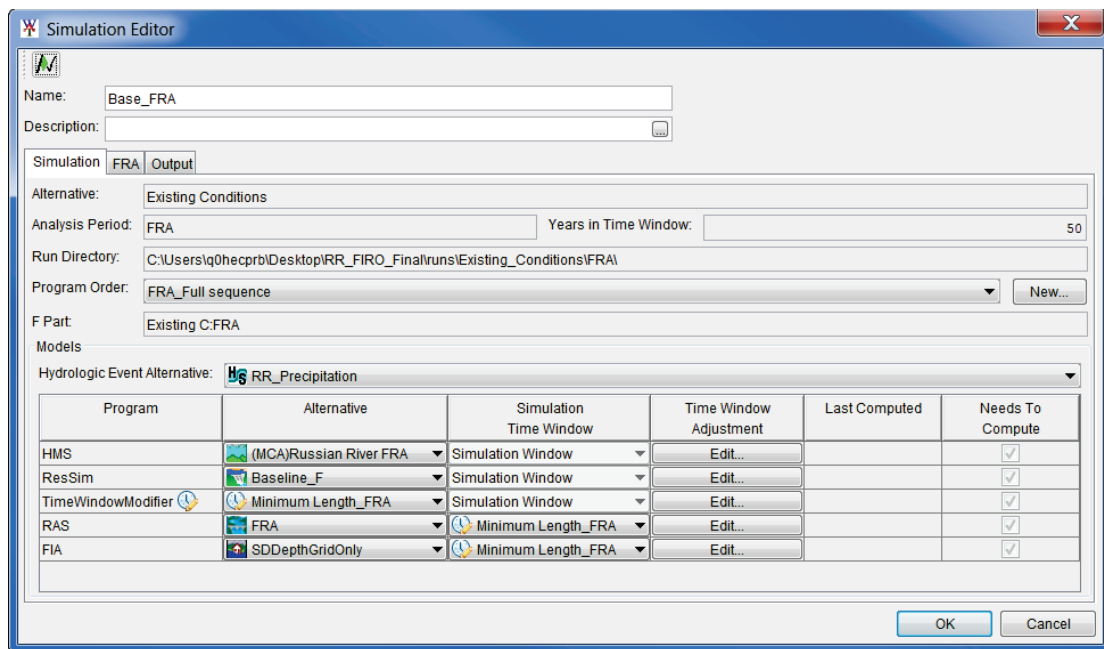 Simulation Editor
Name: Base_FRA
Description: ...
Simulation FRA Output
Alternative: Existing Conditions
Analysis Period: FRA Years in Time Window: 50
Run Directory: C:\Users\q0hecprb\Desktop\RR_FIRO_Final\runs\Existing_Conditions\FRA\
Program Order: FRA_Full sequence New...
F Part: Existing C:FRA
Models
Hydrologic Event Alternative: HS RR_Precipitation
Program Alternative Simulation Time Window Time Window Adjustment Last Computed Needs To Compute
HMS (MCA)Russian River FRA Simulation Window Edit...
ResSim Baseline_F Simulation Window Edit...
TimeWindowModifier Minimum Length_FRA Simulation Window Edit...
RAS FRA Minimum Length_FRA Edit...
FIA SDDepthGridOnly Minimum Length_FRA Edit...
OK Cancel